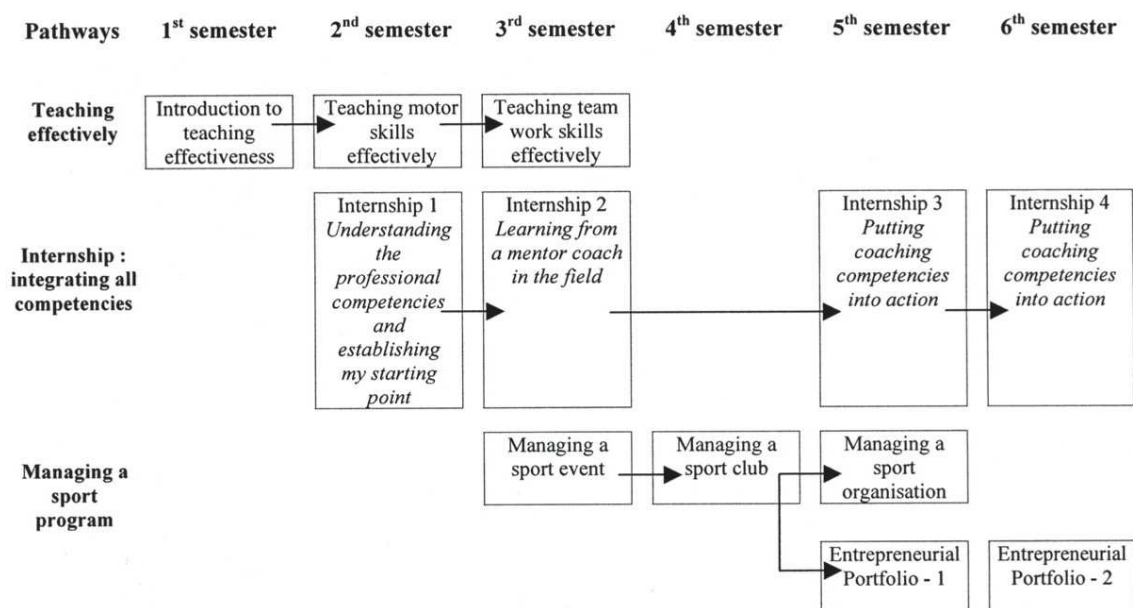 Pathways 1st semester 2nd semester 3rd semester 4th semester 5th semester 6th semester
Teaching
effectively
Introduction to
teaching
effectiveness
Teaching motor
skills
effectively
Teaching team
work skills
effectively
Internship :
integrating all
competencies
Internship 1
Understanding
the
professional
competencies
and
establishing
my starting
point
Internship 2
Learning from
a mentor coach
in the field
Internship 3
Putting
coaching
competencies
into action
Internship 4
Putting
coaching
competencies
into action
Managing a
sport
program
Managing a
sport event
Managing a
sport club
Managing a
sport
organisation
Entrepreneurial
Portfolio - 1
Entrepreneurial
Portfolio - 2